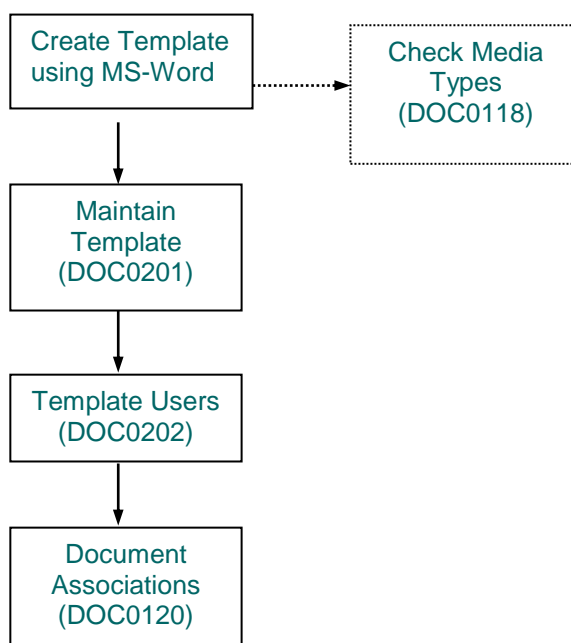 Create Template
using MS-Word
Check Media
Types
(DOC0118)
Maintain
Template
(DOC0201)
Template Users
(DOC0202)
Document
Associations
(DOC0120)